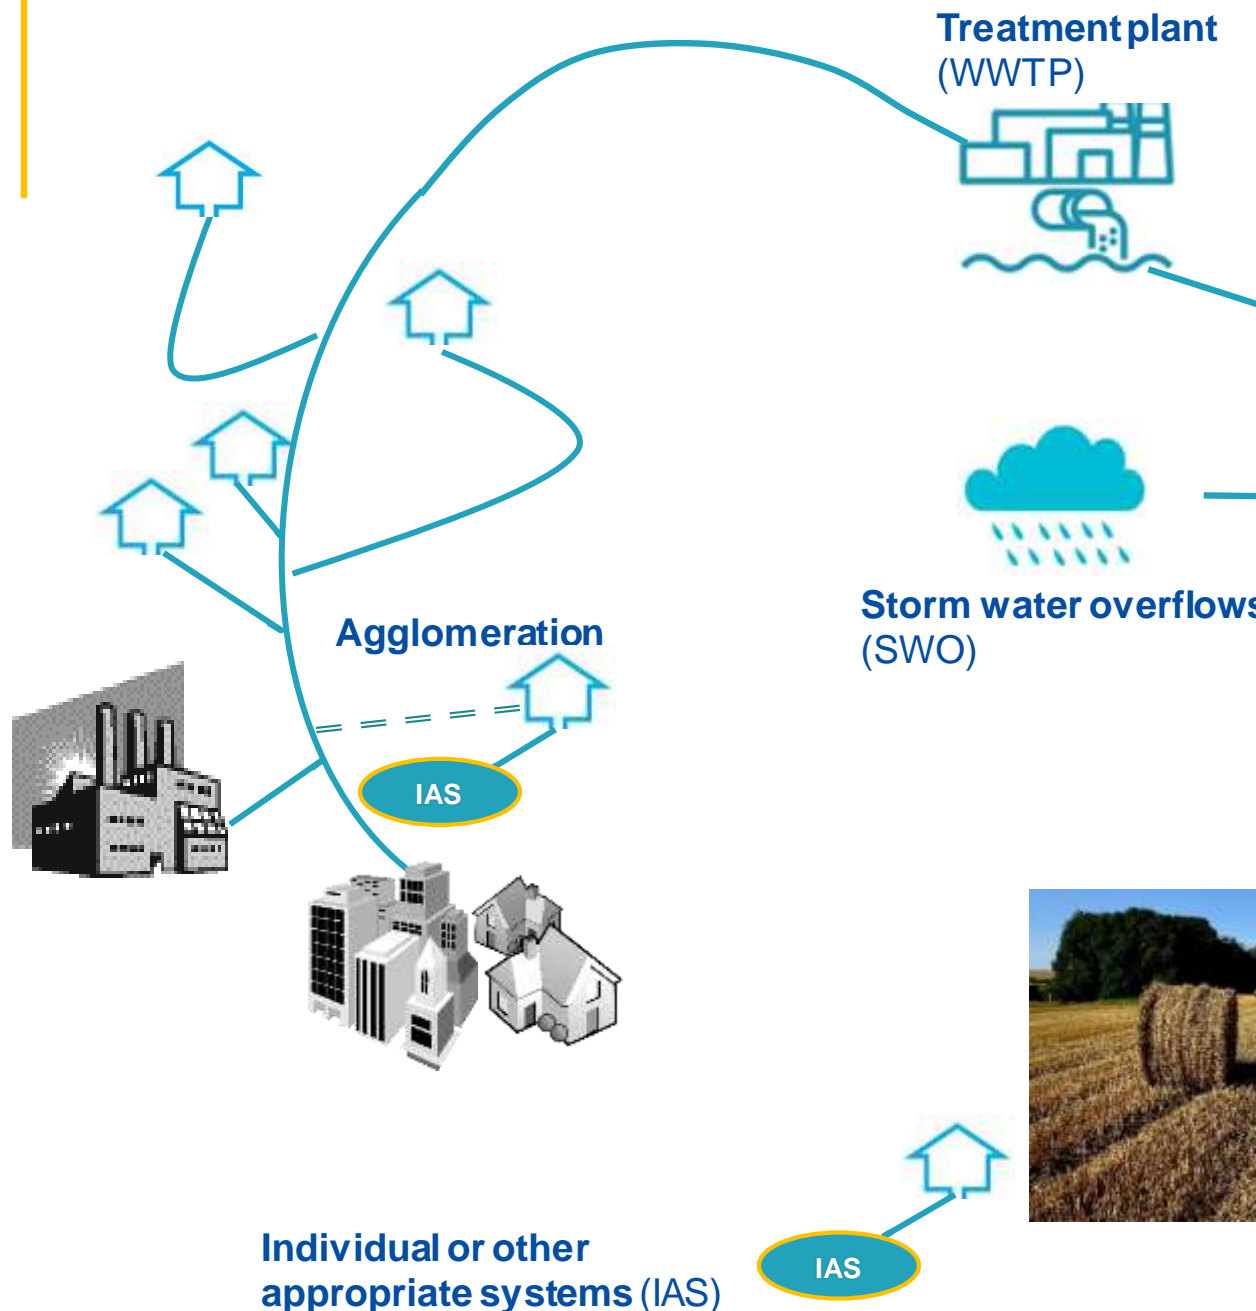 Treatment plant
(WWTP)
Storm water overflows
(SWO)
Agglomeration
IAS
Individual or other
appropriate systems (IAS)
IAS